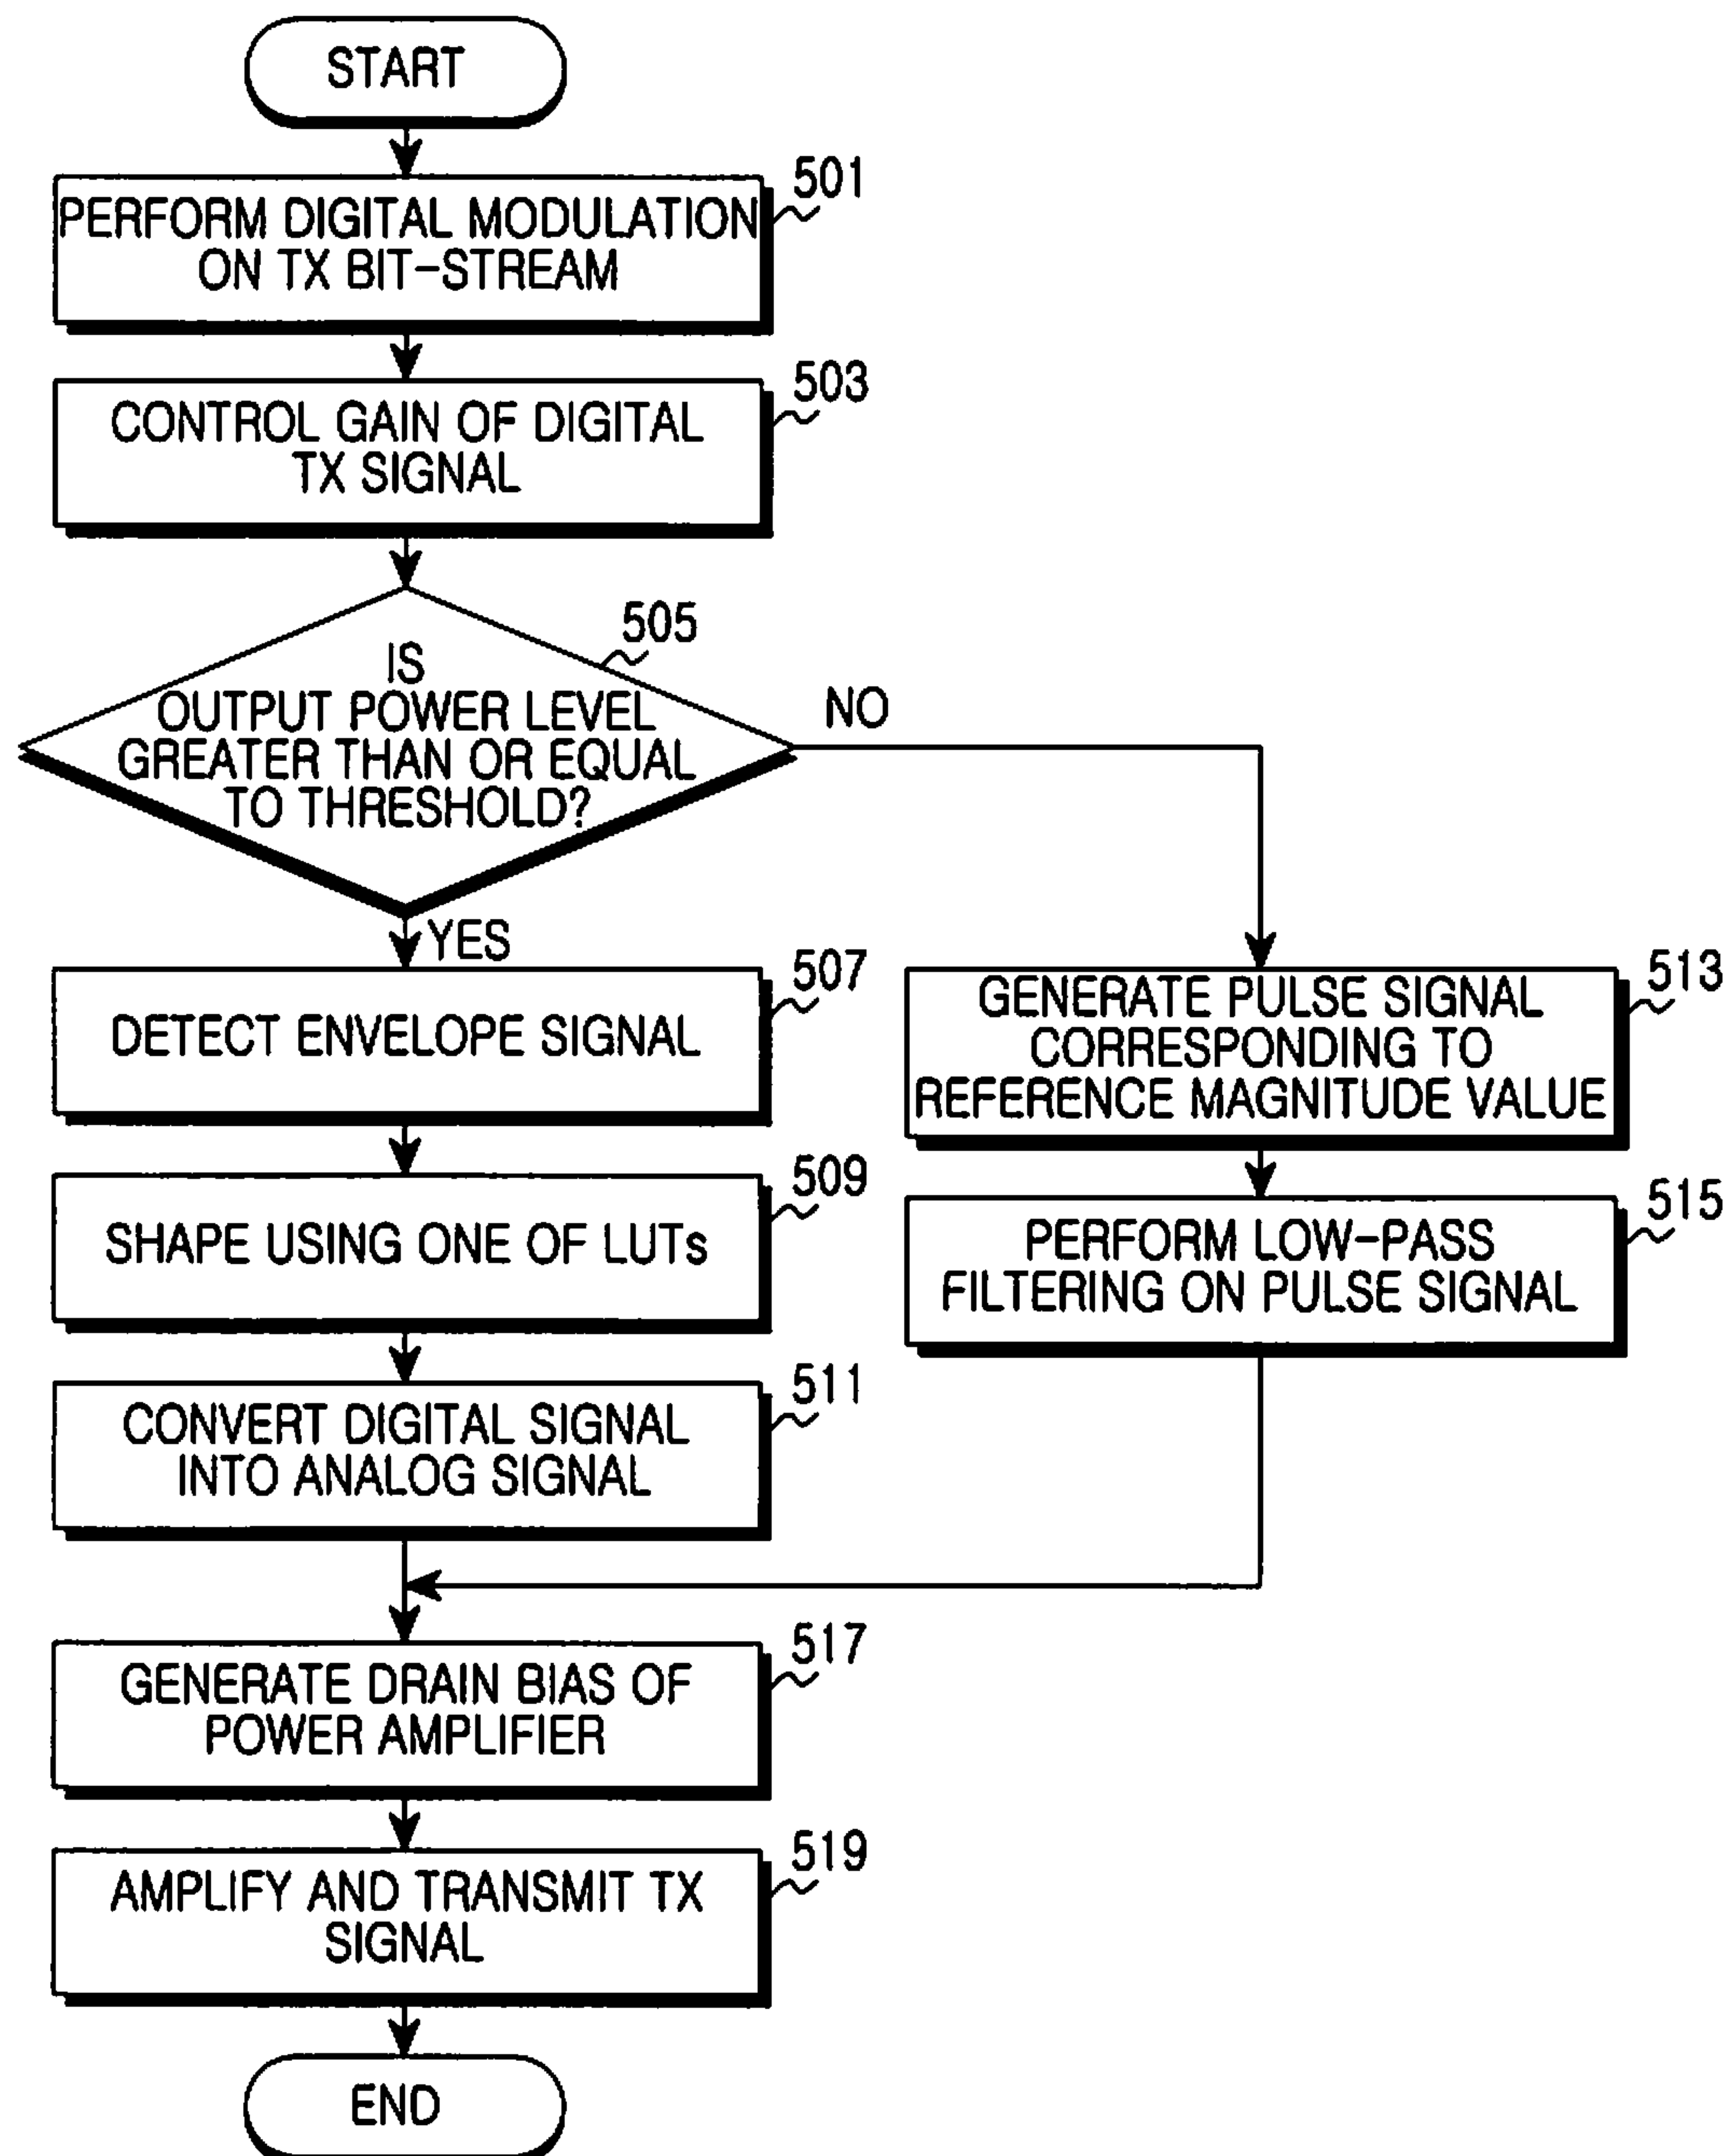 START
501
PERFORM DIGITAL MODULATION
ON TX BIT-STREAM
503
CONTROL GAIN OF DIGITAL
TX SIGNAL
505
IS
OUTPUT POWER LEVEL
GREATER THAN OR EQUAL
TO THRESHOLD?
NO
YES
507
DETECT ENVELOPE SIGNAL
509
SHAPE USING ONE OF LUTs
511
CONVERT DIGITAL SIGNAL
INTO ANALOG SIGNAL
513
GENERATE PULSE SIGNAL
CORRESPONDING TO
REFERENCE MAGNITUDE VALUE
515
PERFORM LOW-PASS
FILTERING ON PULSE SIGNAL
517
GENERATE DRAIN BIAS OF
POWER AMPLIFIER
519
AMPLIFY AND TRANSMIT TX
SIGNAL
END